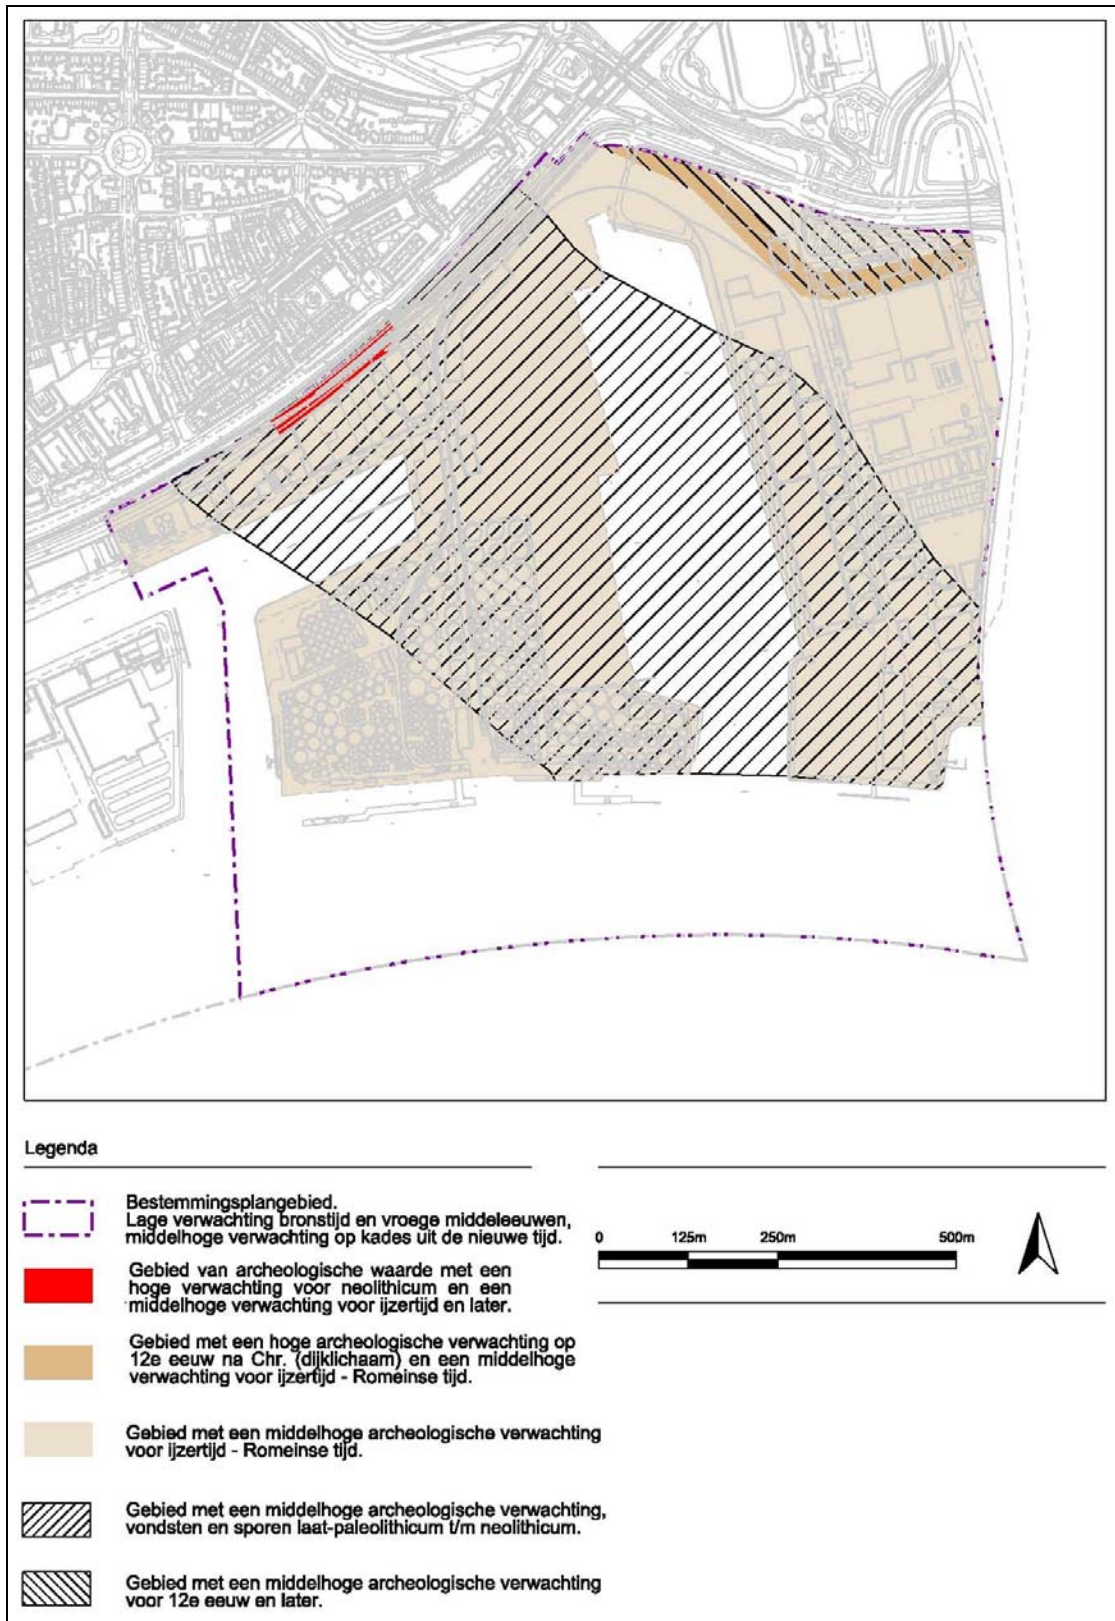 Legenda
Bestemmingsplangebied.
Lage verwachting bronstijd en vroege middeleeuwen,
middelhoge verwachting op kades uit de nieuwe tijd.
Gebied van archeologische waarde met een
hoge verwachting voor neolithicum en een
middelhoge verwachting voor ijzertijd en later.
Gebied met een hoge archeologische verwachting op
12e eeuw na Chr. (dijklichaam) en een middelhoge
verwachting voor ijzertijd - Romeinse tijd.
Gebied met een middelhoge archeologische verwachting
voor ijzertijd - Romeinse tijd.
Gebied met een middelhoge archeologische verwachting,
vondsten en sporen laat-paleolithicum t/m neolithicum.
Gebied met een middelhoge archeologische verwachting
voor 12e eeuw en later.
0 125m 250m 500m